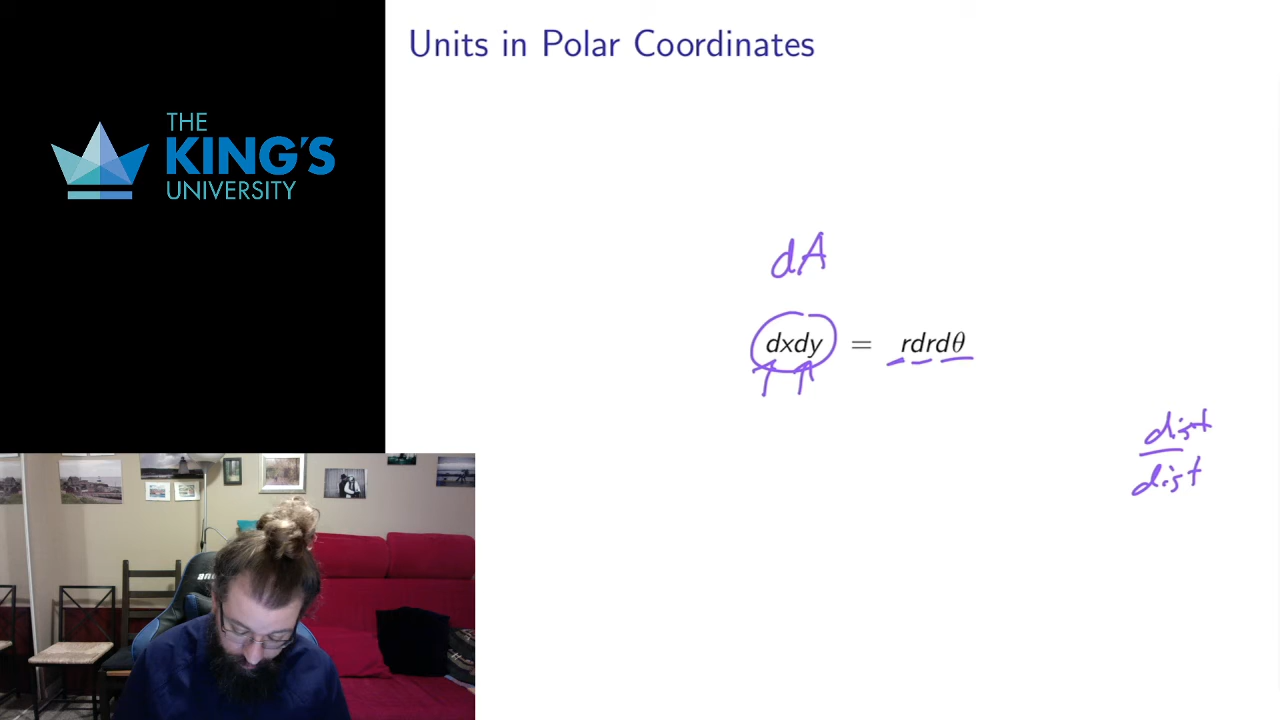 Units in Polar Coordinates
THE
KING'S
UNIVERSITY
dA
dxdy = rdrdθ
dist
dist